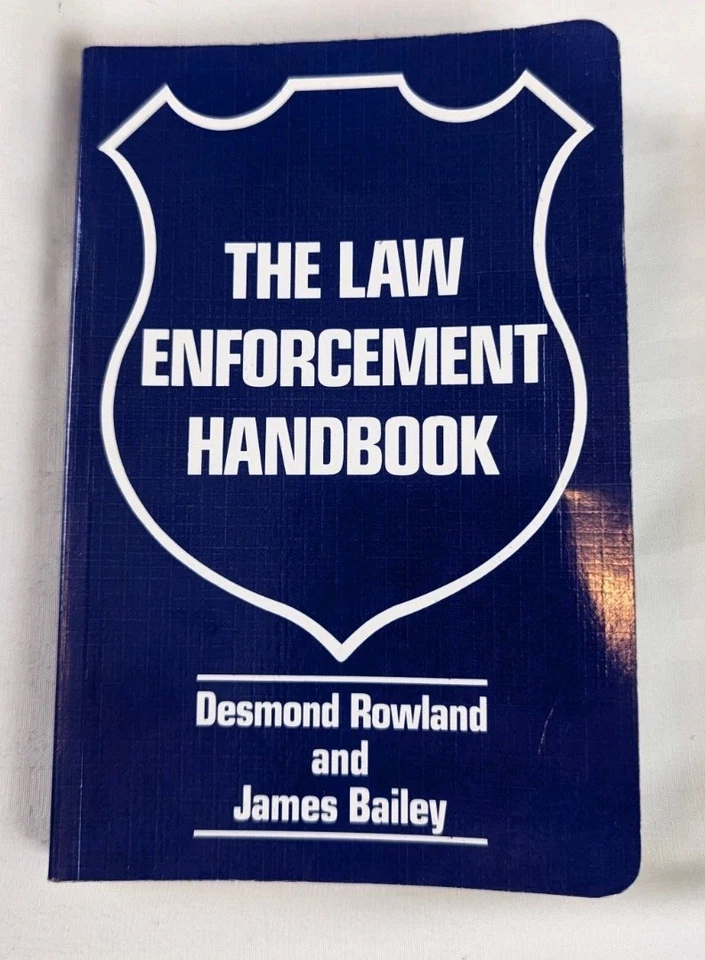 THE LAW
ENFORCEMENT
HANDBOOK
Desmond Rowland
and
James Bailey